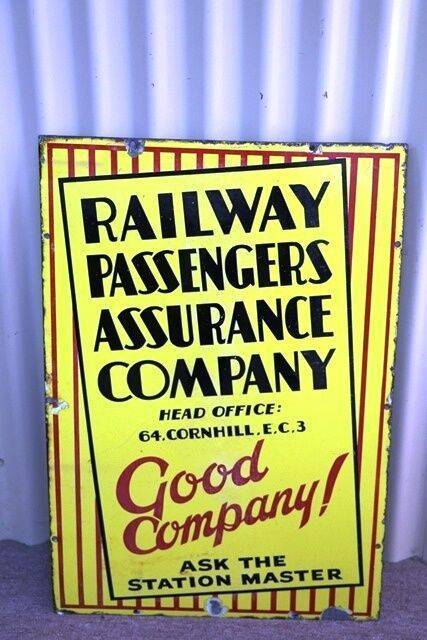 RAILWAY
PASSENGERS
ASSURANCE
COMPANY
HEAD OFFICE:
64, CORNHILL, E.C.3
Good
Company!
ASK THE
STATION MASTER